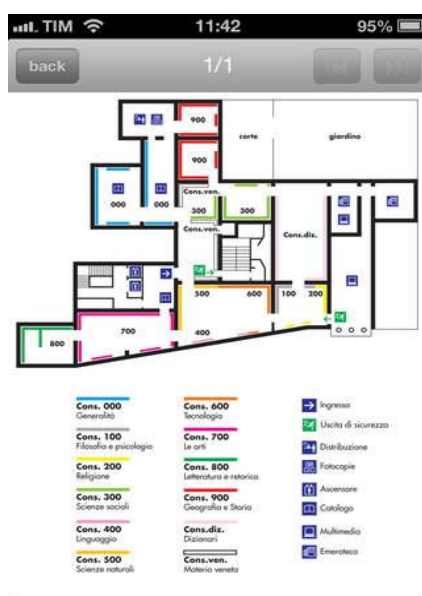 TIM 11:42 95%
back 1/1
900
corte giardino
900
Cons.ven.
000 000 300 300
Cons.ven. Cons.diz.
500 600 100 200
700 400
800
Cons. 000
Generalità
Cons. 100
Filosofia e psicologia
Cons. 200
Religione
Cons. 300
Scienze sociali
Cons. 400
Linguaggio
Cons. 500
Scienze naturali
Cons. 600
Tecnologia
Cons. 700
Le arti
Cons. 800
Letteratura e retorica
Cons. 900
Geografia e Storia
Cons.diz.
Dizionari
Cons.ven.
Materia veneta
Ingresso
Uscita di sicurezza
Distribuzione
Fotocopie
Ascensore
Catalogo
Multimedia
Emeroteca